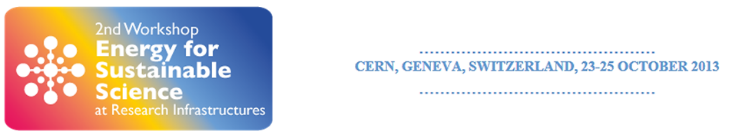 2nd Workshop
Energy for
Sustainable
Science
at Research Infrastructures
CERN, GENEVA, SWITZERLAND, 23-25 OCTOBER 2013